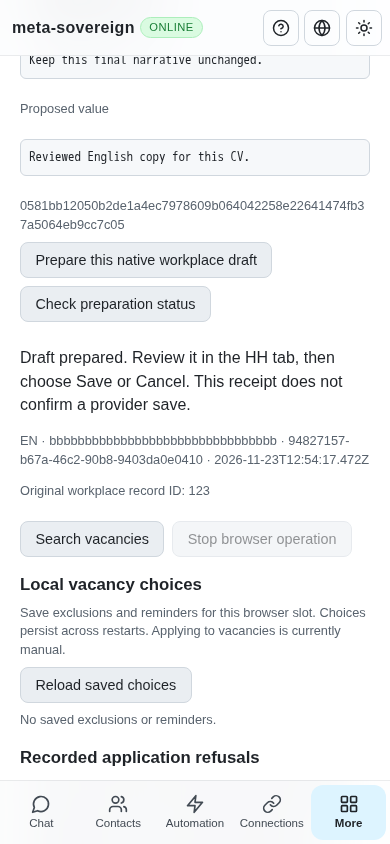 meta-sovereign ONLINE
Keep this final narrative unchanged.
Proposed value
Reviewed English copy for this CV.
0581bb12050b2de1a4ec7978609b064042258e22641474fb3
7a5064eb9cc7c05
Prepare this native workplace draft
Check preparation status
Draft prepared. Review it in the HH tab, then
choose Save or Cancel. This receipt does not
confirm a provider save.
EN · bbbbbbbbbbbbbbbbbbbbbbbbbbbbbbbb · 94827157-
b67a-46c2-90b8-9403da0e0410 · 2026-11-23T12:54:17.472Z
Original workplace record ID: 123
Search vacancies Stop browser operation
Local vacancy choices
Save exclusions and reminders for this browser slot. Choices
persist across restarts. Applying to vacancies is currently
manual.
Reload saved choices
No saved exclusions or reminders.
Recorded application refusals
Chat Contacts Automation Connections More